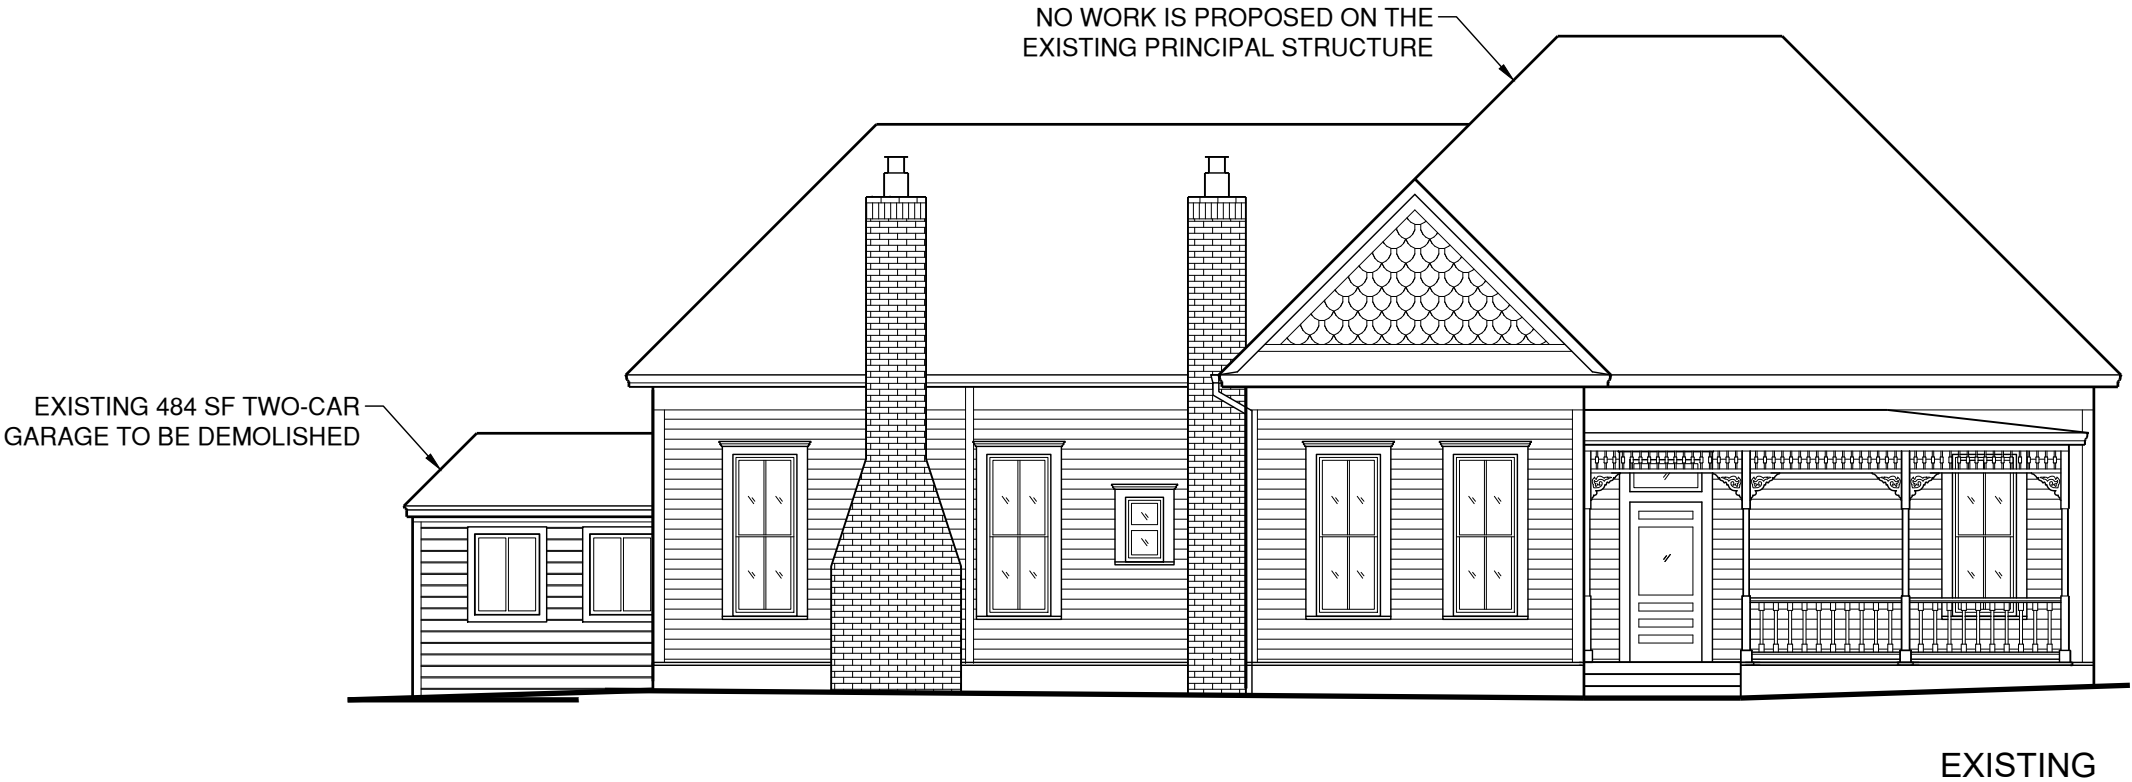 NO WORK IS PROPOSED ON THE
EXISTING PRINCIPAL STRUCTURE
EXISTING 484 SF TWO-CAR
GARAGE TO BE DEMOLISHED
EXISTING